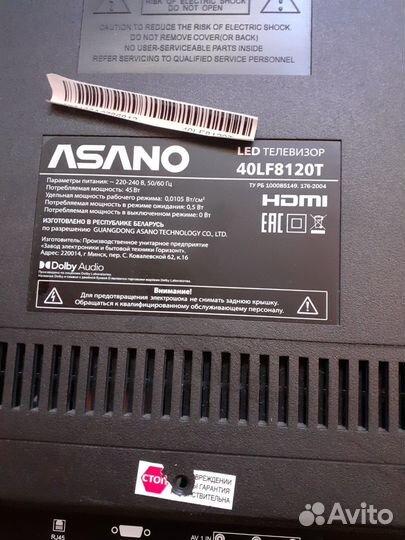 CAUTION TO REDUCE THE RISK OF ELECTRIC SHOCK,
DO NOT REMOVE COVER(OR BACK)
NO USER-SERVICEABLE PARTS INSIDE
REFER SERVICING TO QUALIFIED SERVICE PERSONNEL
DO NOT OPEN
40LF8120T
ASANO
LED ТЕЛЕВИЗОР
40LF8120T
ТУ РБ 100085149. 176-2004
Параметры питания: ~ 220-240 В, 50/60 Гц
Потребляемая мощность: 45 Вт
Удельная мощность рабочего режима: 0,0105 Вт/см²
Потребляемая мощность в режиме ожидания: 0,5 Вт
Потребляемая мощность в выключенном режиме: 0 Вт
HDMI
EAC
ИЗГОТОВЛЕНО В РЕСПУБЛИКЕ БЕЛАРУСЬ
по разрешению GUANGDONG ASANO TECHNOLOGY CO., LTD.
Изготовитель: Производственное унитарное предприятие
«Завод электроники и бытовой техники Горизонт».
Адрес: 220014, г Минск, пер. С. Ковалевской 62, к.16
Dolby Audio
Внимание!
Для предотвращения электрошока не снимать заднюю крышку.
Обращаться к квалифицированному обслуживающему персоналу.
СТОП
ВРЕЖДЕНИИ
Ы ГАРАНТИЯ
СТВИТЕЛЬНА
RJ45
AV 1 IN
Avito